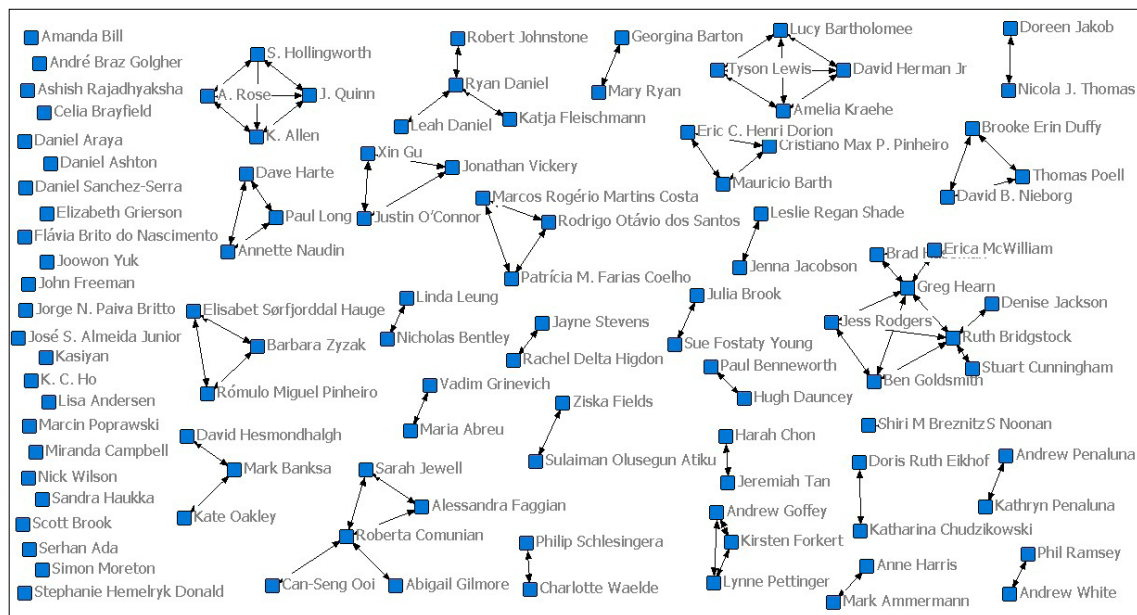 Amanda Bill
André Braz Golgher
Ashish Rajadhyaksha
Celia Brayfield
Daniel Araya
Daniel Ashton
Daniel Sanchez-Serra
Elizabeth Grierson
Flávia Brito do Nascimento
Joowon Yuk
John Freeman
Jorge N. Paiva Britto
José S. Almeida Junior
Kasiyan
K. C. Ho
Lisa Andersen
Marcin Poprawski
Miranda Campbell
Nick Wilson
Sandra Haukka
Scott Brook
Serhan Ada
Simon Moreton
Stephanie Hemelryk Donald
S. Hollingworth
A. Rose
J. Quinn
K. Allen
Dave Harte
Paul Long
Annette Naudin
Elisabet Sørfjorddal Hauge
Barbara Zyzak
Rómulo Miguel Pinheiro
David Hesmondhalgh
Mark Banksa
Kate Oakley
Robert Johnstone
Ryan Daniel
Leah Daniel
Katja Fleischmann
Xin Gu
Jonathan Vickery
Justin O'Connor
Marcos Rogério Martins Costa
Rodrigo Otávio dos Santos
Patrícia M. Farias Coelho
Linda Leung
Nicholas Bentley
Jayne Stevens
Rachel Delta Higdon
Vadim Grinevich
Maria Abreu
Ziska Fields
Sulaiman Olusegun Atiku
Sarah Jewell
Alessandra Faggian
Roberta Comunian
Can-Seng Ooi
Abigail Gilmore
Philip Schlesingera
Charlotte Waelde
Georgina Barton
Mary Ryan
Lucy Bartholomee
Tyson Lewis
David Herman Jr
Amelia Kraehe
Eric C. Henri Dorion
Cristiano Max P. Pinheiro
Mauricio Barth
Leslie Regan Shade
Jenna Jacobson
Julia Brook
Sue Fostaty Young
Paul Benneworth
Hugh Dauncey
Harah Chon
Jeremiah Tan
Andrew Goffey
Kirsten Forkert
Lynne Pettinger
Doreen Jakob
Nicola J. Thomas
Brooke Erin Duffy
Thomas Poell
David B. Nieborg
Brad
Erica McWilliam
Greg Hearn
Denise Jackson
Jess Rodgers
Ruth Bridgstock
Stuart Cunningham
Ben Goldsmith
Shiri M Breznitz
S Noonan
Doris Ruth Eikhof
Katharina Chudzikowski
Andrew Penaluna
Kathryn Penaluna
Anne Harris
Mark Ammermann
Phil Ramsey
Andrew White